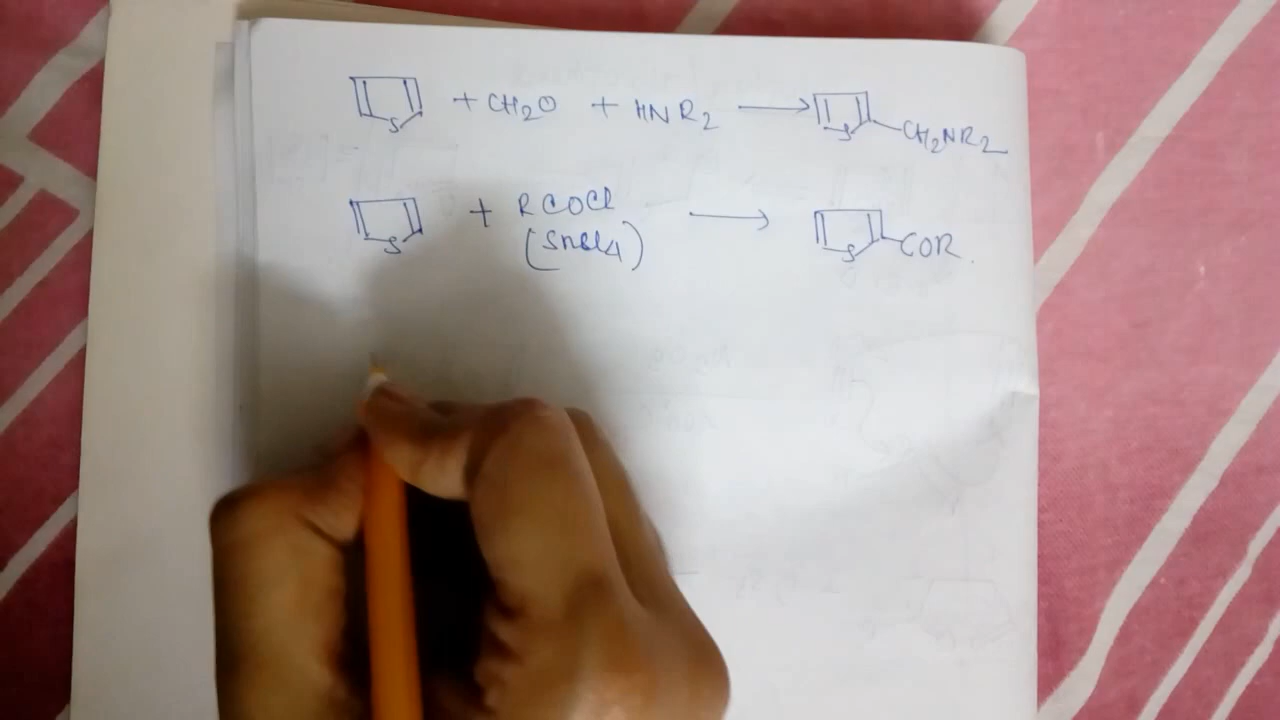 S + CH2O + HNR2 ⟶ S CH2NR2
S + RCOCl ⟶ S COR.
(SnCl4)